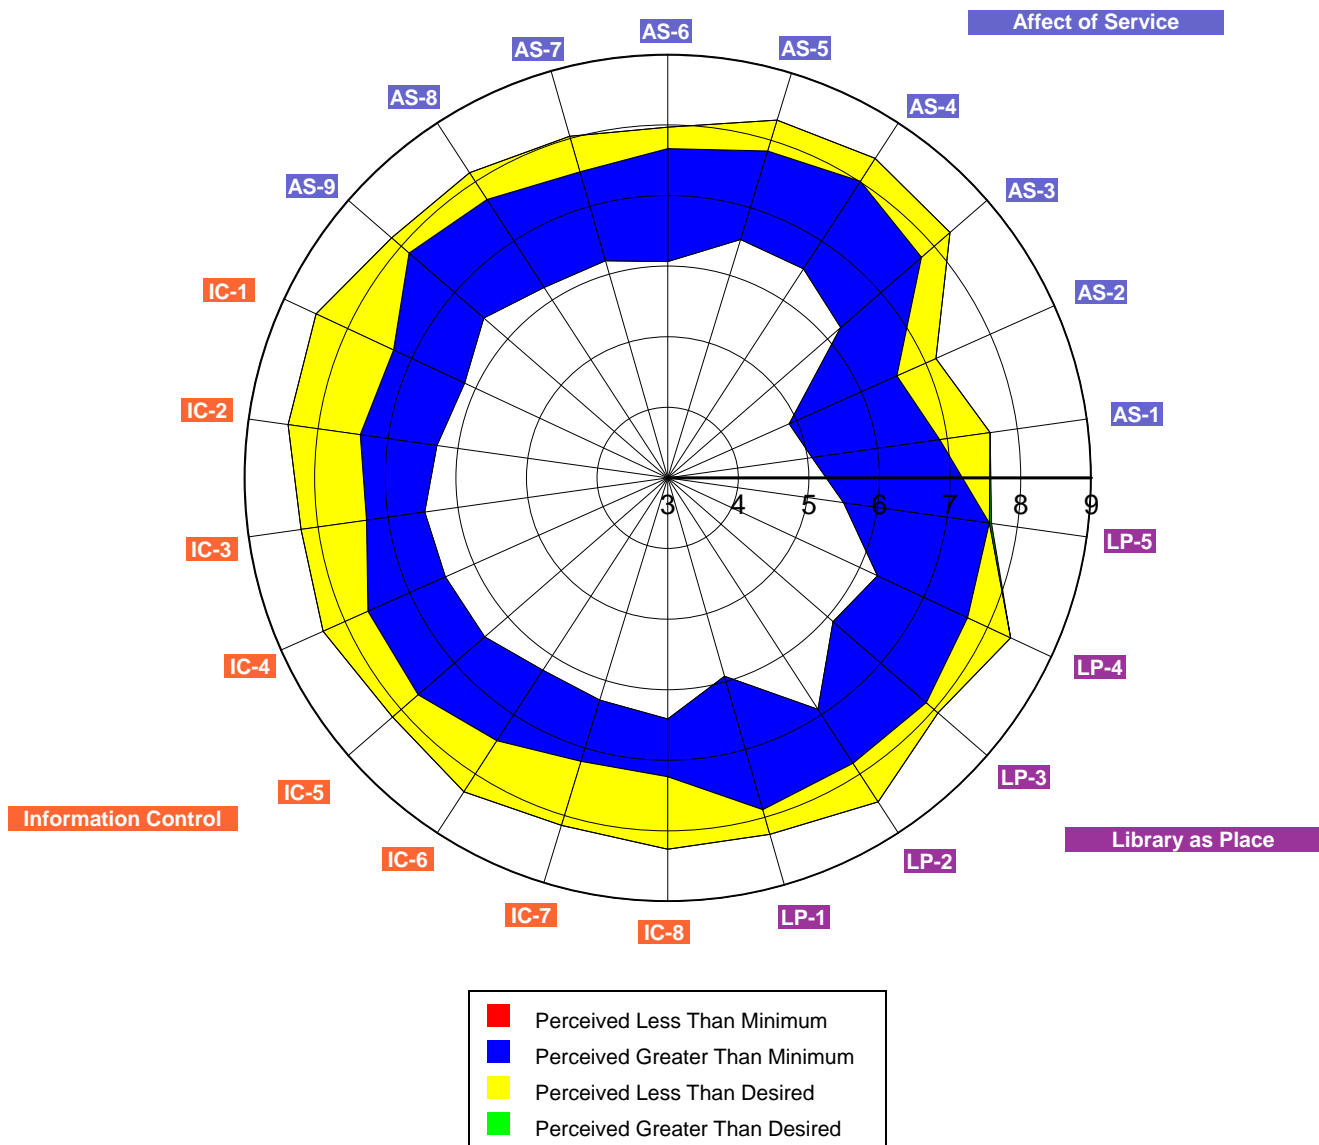 Affect of Service
AS-6
AS-7
AS-5
AS-8
AS-4
AS-9
AS-3
IC-1
AS-2
IC-2
AS-1
3 4 5 6 7 8 9
IC-3
LP-5
IC-4
LP-4
IC-5
LP-3
Information Control
Library as Place
IC-6
LP-2
IC-7
LP-1
IC-8
Perceived Less Than Minimum
Perceived Greater Than Minimum
Perceived Less Than Desired
Perceived Greater Than Desired